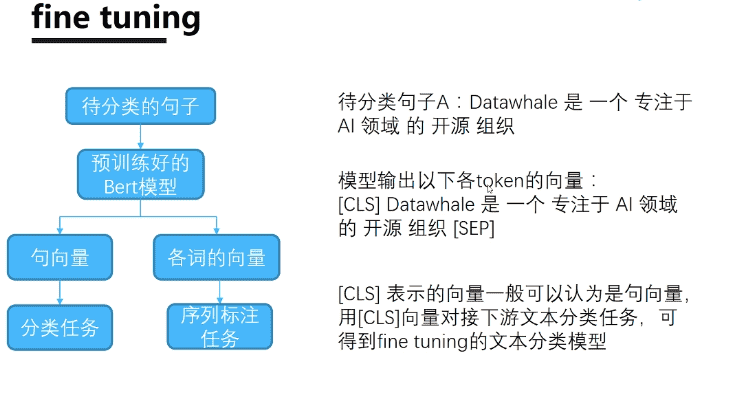 fine tuning
待分类的句子
预训练好的
Bert模型
句向量
各词的向量
分类任务
序列标注
任务
待分类句子A：Datawhale 是 一个 专注于
AI 领域 的 开源 组织
模型输出以下各token的向量：
[CLS] Datawhale 是 一个 专注于 AI 领域
的 开源 组织 [SEP]
[CLS] 表示的向量一般可以认为是句向量，
用[CLS]向量对接下游文本分类任务，可
得到fine tuning的文本分类模型